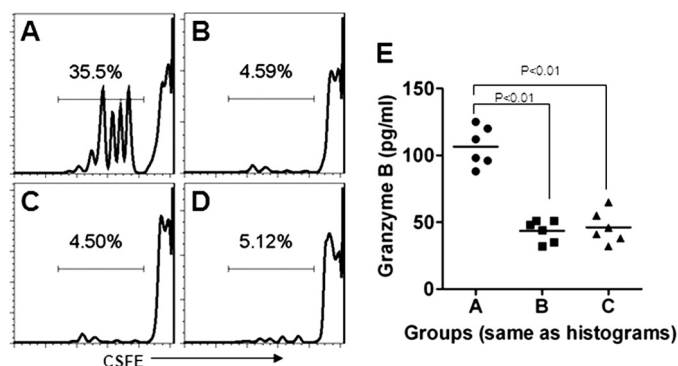 A
35.5%
B
4.59%
C
4.50%
D
5.12%
CSFE
E
P<0.01
P<0.01
Granzyme B (pg/ml)
150
100
50
0
A B C
Groups (same as histograms)